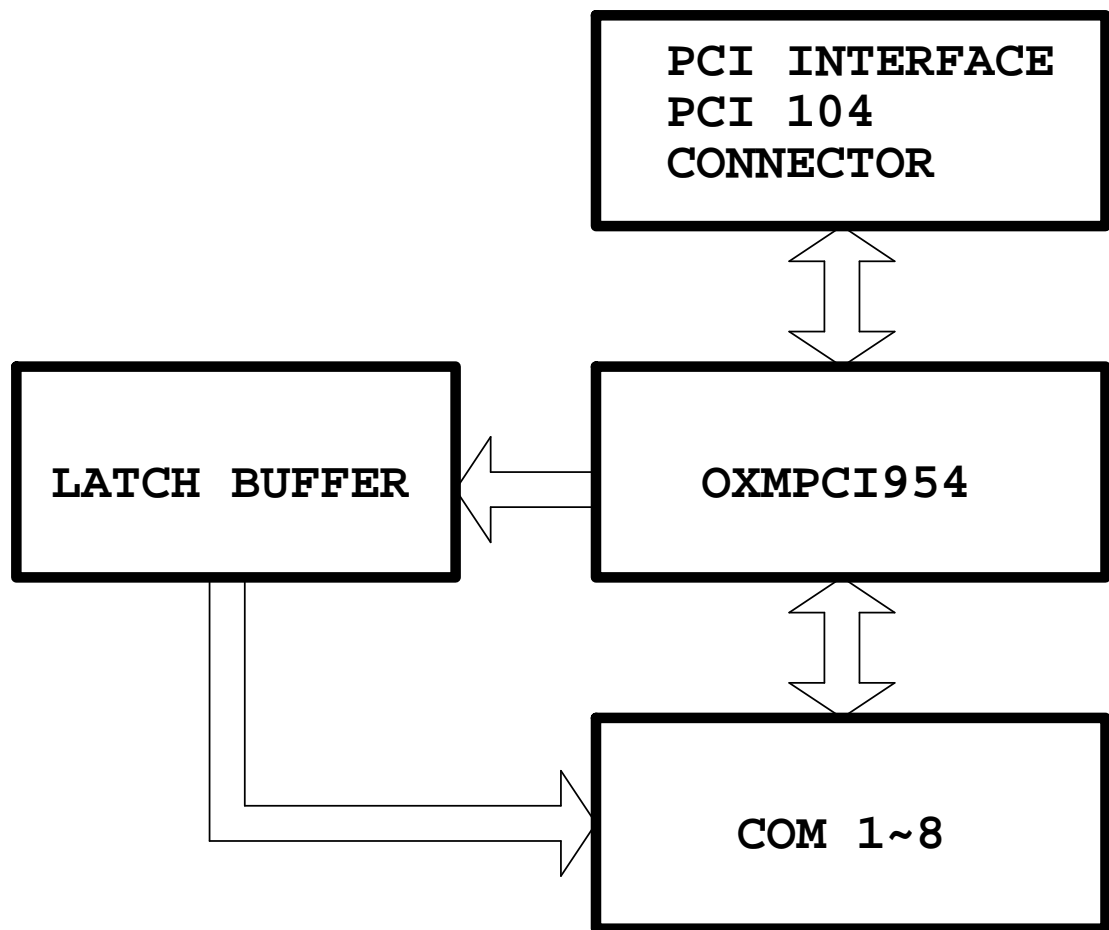 PCI INTERFACE
PCI 104
CONNECTOR
LATCH BUFFER
OXMPCI954
COM 1~8